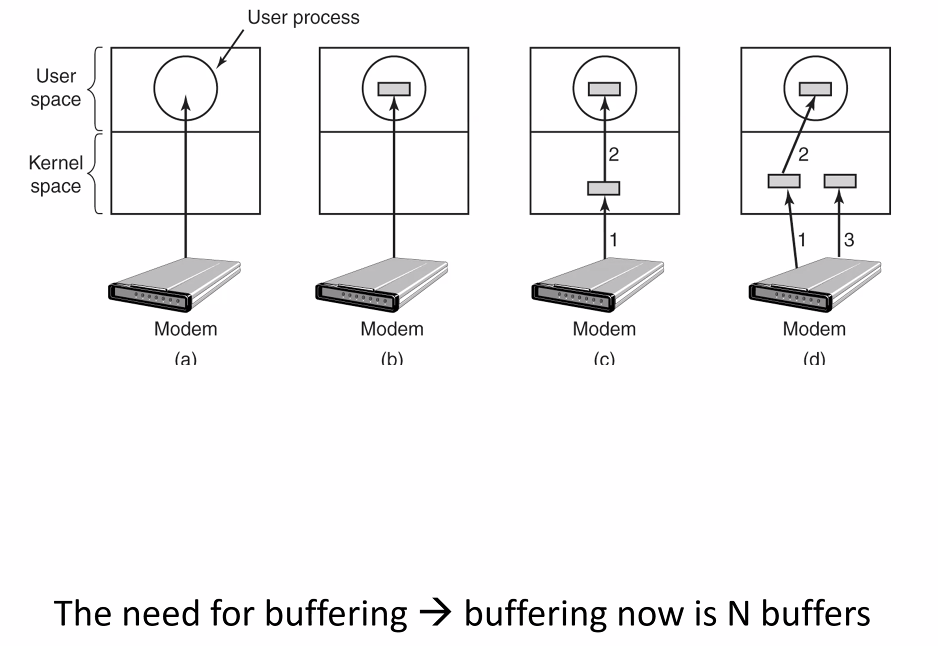 User process
User
space
Kernel
space
2
1
2
1
3
Modem
Modem
Modem
Modem
(a)
(b)
(c)
(d)
The need for buffering → buffering now is N buffers